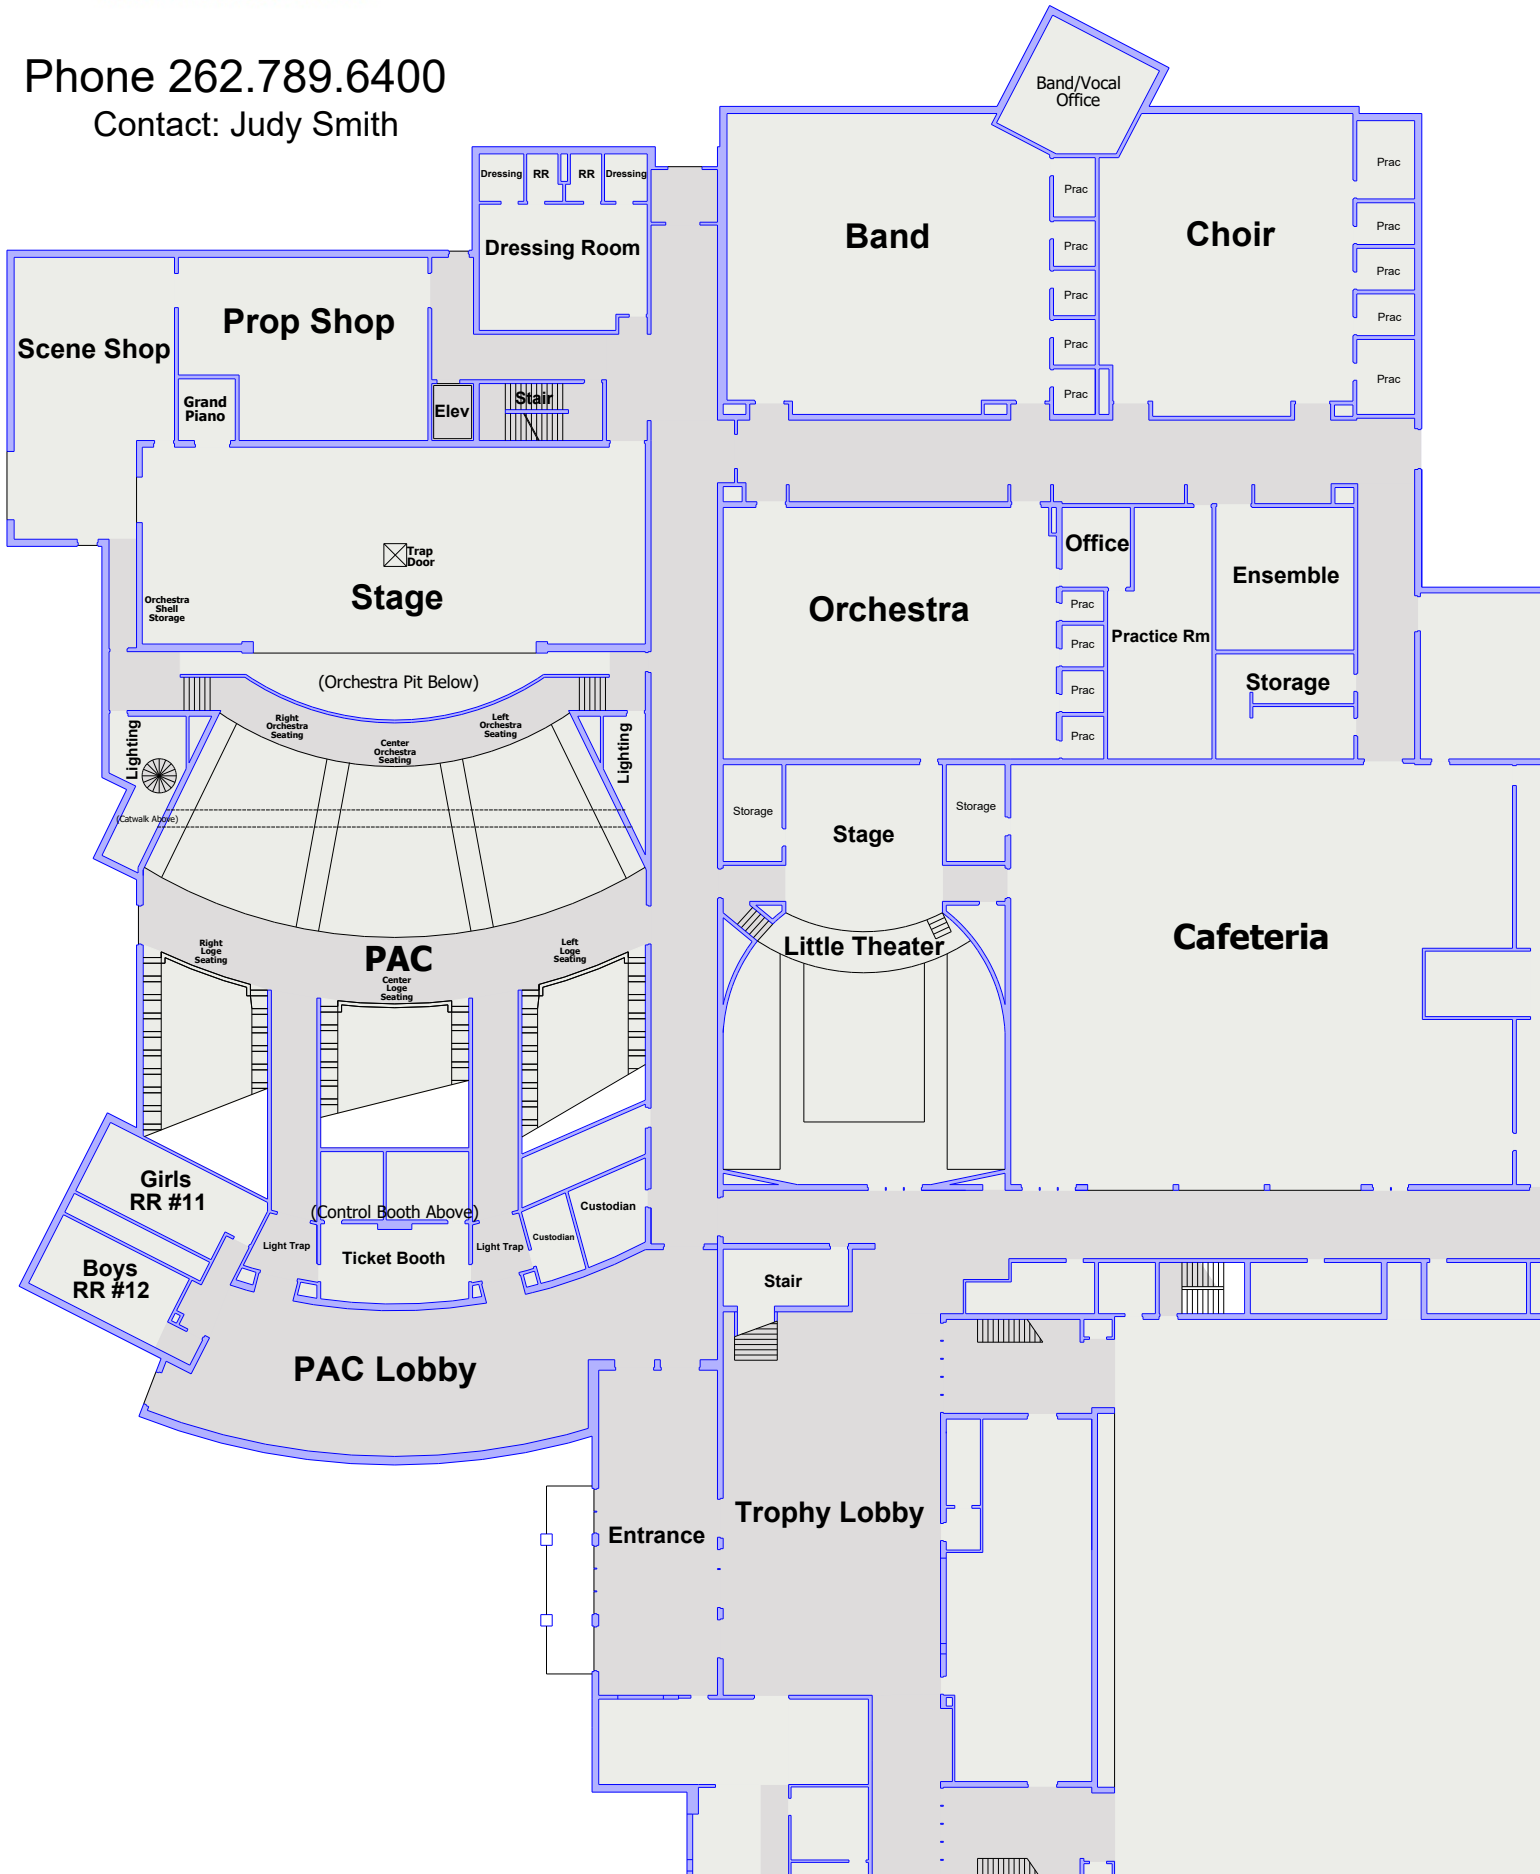 Phone 262.789.6400
Contact: Judy Smith
Band/Vocal
Office
Dressing
RR
RR
Dressing
Dressing Room
Band
Choir
Prac
Prac
Prac
Prac
Prac
Prac
Prac
Prac
Prac
Prac
Scene Shop
Prop Shop
Grand
Piano
Elev
Stair
Trap
Door
Stage
Orchestra
Shell
Storage
Orchestra
Office
Prac
Prac
Prac
Prac
Practice Rm
Ensemble
Storage
(Orchestra Pit Below)
Right
Orchestra
Seating
Center
Orchestra
Seating
Left
Orchestra
Seating
Lighting
Lighting
(Catwalk Above)
Storage
Stage
Storage
Little Theater
Cafeteria
Right
Loge
Seating
PAC
Center
Loge
Seating
Left
Loge
Seating
Girls
RR #11
Boys
RR #12
(Control Booth Above)
Light Trap
Ticket Booth
Light Trap
Custodian
Custodian
Stair
PAC Lobby
Entrance
Trophy Lobby